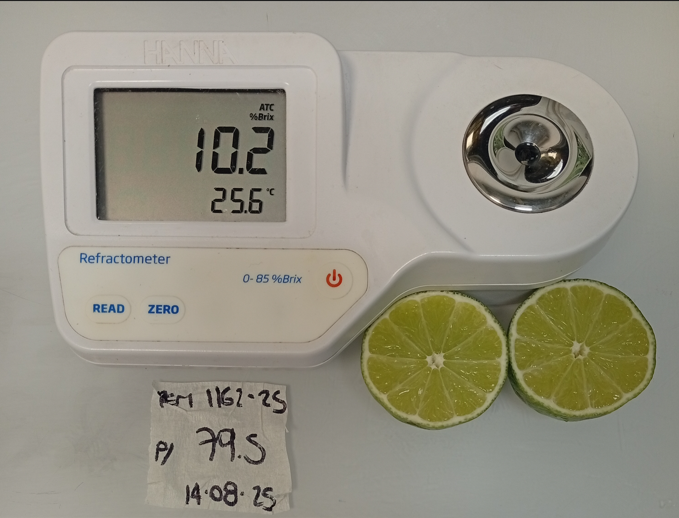 HANNA
ATC
%Brix
10.2
25.6 °C
Refractometer
0- 85 %Brix
READ ZERO
1162-25
P/ 79.5
14-08-25